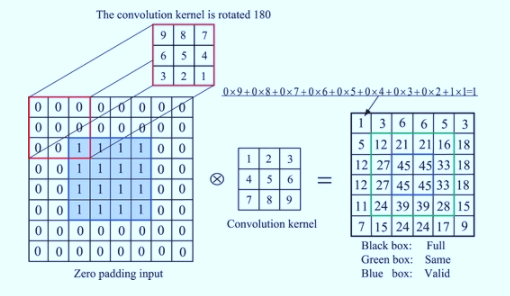 The convolution kernel is rotated 180
9 8 7
6 5 4
3 2 1
0×9+0×8+0×7+0×6+0×5+0×4+0×3+0×2+1×1=1
0 0 0 0 0 0 0 0
0 0 0 0 0 0 0 0
0 0 1 1 1 1 0 0
0 0 1 1 1 1 0 0
0 0 1 1 1 1 0 0
0 0 1 1 1 1 0 0
0 0 0 0 0 0 0 0
0 0 0 0 0 0 0 0
Zero padding input
⊗
1 2 3
4 5 6
7 8 9
Convolution kernel
=
1 3 6 6 5 3
5 12 21 21 16 18
12 27 45 45 33 18
12 27 45 45 33 18
11 24 39 39 28 15
7 15 24 24 17 9
Black box: Full
Green box: Same
Blue box: Valid